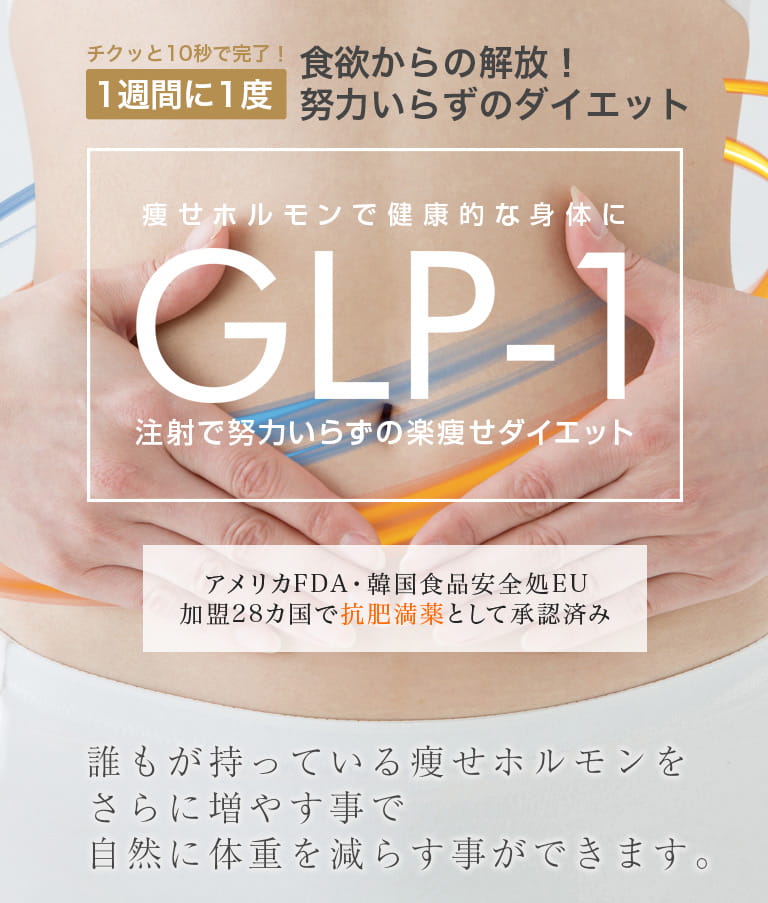 チクッと10秒で完了！
1週間に1度
食欲からの解放！
努力いらずのダイエット
痩せホルモンで健康的な身体に
GLP-1
注射で努力いらずの楽痩せダイエット
アメリカFDA・韓国食品安全処EU
加盟28カ国で抗肥満薬として承認済み
誰もが持っている痩せホルモンを
さらに増やす事で
自然に体重を減らす事ができます。